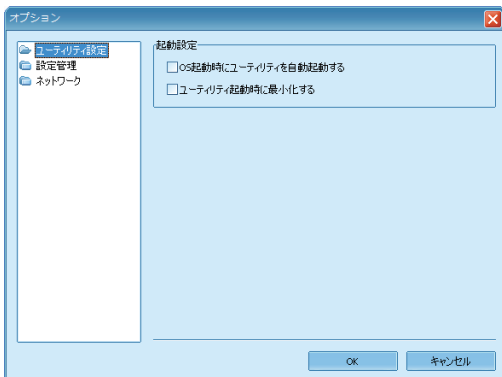 オプション
ユーティリティ設定
設定管理
ネットワーク
起動設定
OS起動時にユーティリティを自動起動する
ユーティリティ起動時に最小化する
OK
キャンセル